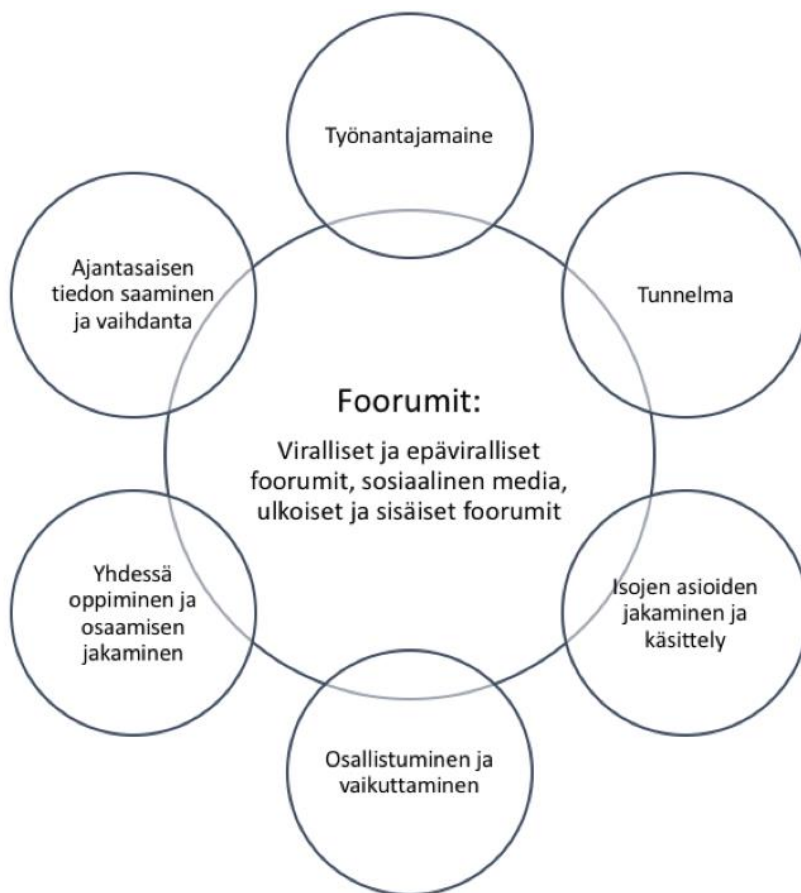 Työnantajamaine
Ajantasaisen
tiedon saaminen
ja vaihdanta
Tunnelma
Foorumit:
Viralliset ja epäviralliset
foorumit, sosiaalinen media,
ulkoiset ja sisäiset foorumit
Yhdessä
oppiminen ja
osaamisen
jakaminen
Isojen asioiden
jakaminen ja
käsittely
Osallistuminen ja
vaikuttaminen